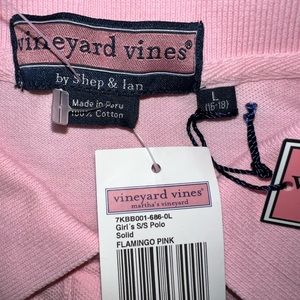 vineyard vines®
by Shep & Ian
Made in Peru
100% Cotton
L
(16-18)
vineyard vines®
martha's vineyard
7KBB001-686-0L
Girl's S/S Polo
Solid
FLAMINGO PINK